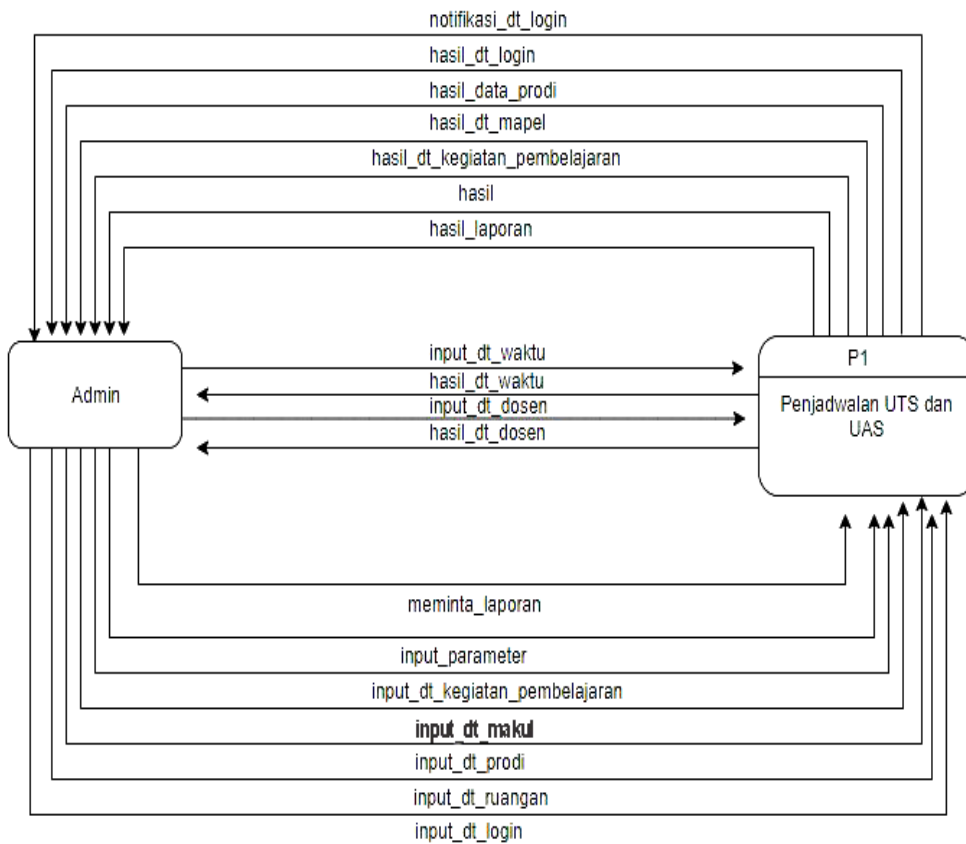 notifikasi_dt_login
hasil_dt_login
hasil_data_prodi
hasil_dt_mapel
hasil_dt_kegiatan_pembelajaran
hasil
hasil_laporan
Admin
input_dt_waktu
hasil_dt_waktu
input_dt_dosen
hasil_dt_dosen
P1
Penjadwalan UTS dan
UAS
meminta_laporan
input_parameter
input_dt_kegiatan_pembelajaran
input_dt_makul
input_dt_prodi
input_dt_ruangan
input_dt_login